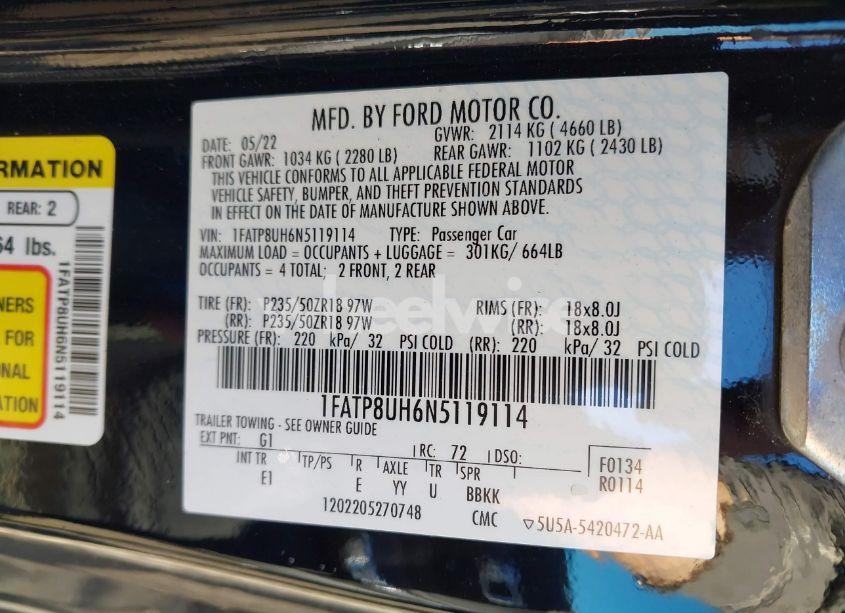 MFD. BY FORD MOTOR CO.
DATE: 05/22 GVWR: 2114 KG ( 4660 LB)
FRONT GAWR: 1034 KG ( 2280 LB) REAR GAWR: 1102 KG ( 2430 LB)
THIS VEHICLE CONFORMS TO ALL APPLICABLE FEDERAL MOTOR
VEHICLE SAFETY, BUMPER, AND THEFT PREVENTION STANDARDS
IN EFFECT ON THE DATE OF MANUFACTURE SHOWN ABOVE.
VIN: 1FATP8UH6N5119114 TYPE: Passenger Car
MAXIMUM LOAD = OCCUPANTS + LUGGAGE = 301KG/ 664LB
OCCUPANTS = 4 TOTAL; 2 FRONT, 2 REAR
TIRE (FR): P235/50ZR18 97W RIMS (FR): 18x8.0J
(RR): P235/50ZR18 97W (RR): 18x8.0J
PRESSURE (FR): 220 kPa/ 32 PSI COLD (RR): 220 kPa/ 32 PSI COLD
1FATP8UH6N5119114
TRAILER TOWING - SEE OWNER GUIDE
EXT PNT: G1 RC: 72 DSO:
INT TR TP/PS R AXLE TR SPR
E1 E YY U BBKK
F0134
R0114
1202205270748 CMC ▽5U5A-5420472-AA
ORMATION
REAR: 2
64 lbs.
NERS
FOR
ONAL
ATION
1FATP8UH6N5119114
wheelwise